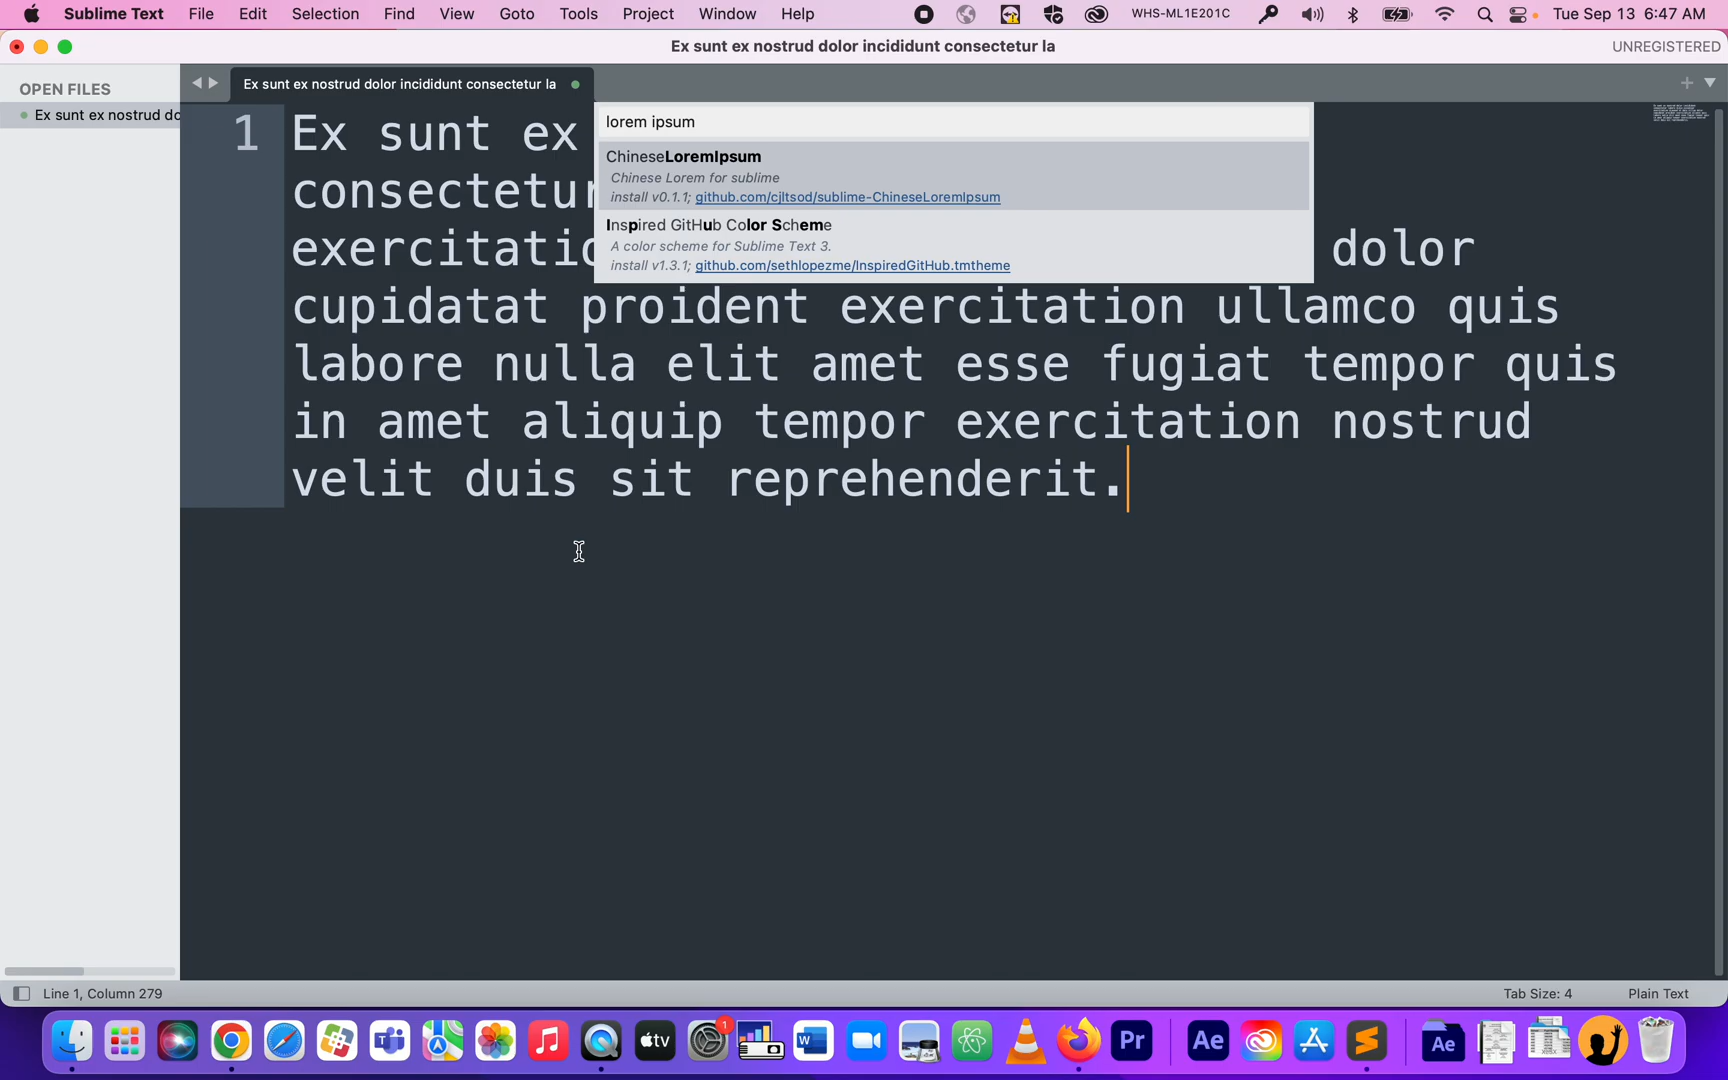 Sublime Text File Edit Selection Find View Goto Tools Project Window Help WHS-ML1E201C Tue Sep 13 6:47 AM
Ex sunt ex nostrud dolor incididunt consectetur la UNREGISTERED
OPEN FILES
Ex sunt ex nostrud do
Ex sunt ex nostrud dolor incididunt consectetur la
lorem ipsum
ChineseLoremIpsum
Chinese Lorem for sublime
install v0.1.1; github.com/cjltsod/sublime-ChineseLoremIpsum
Inspired GitHub Color Scheme
A color scheme for Sublime Text 3.
install v1.3.1; github.com/sethlopezme/InspiredGitHub.tmtheme
1 Ex sunt ex
consectetur
exercitatio dolor
cupidatat proident exercitation ullamco quis
labore nulla elit amet esse fugiat tempor quis
in amet aliquip tempor exercitation nostrud
velit duis sit reprehenderit.
Line 1, Column 279 Tab Size: 4 Plain Text
tv 1 W Pr Ae Ae